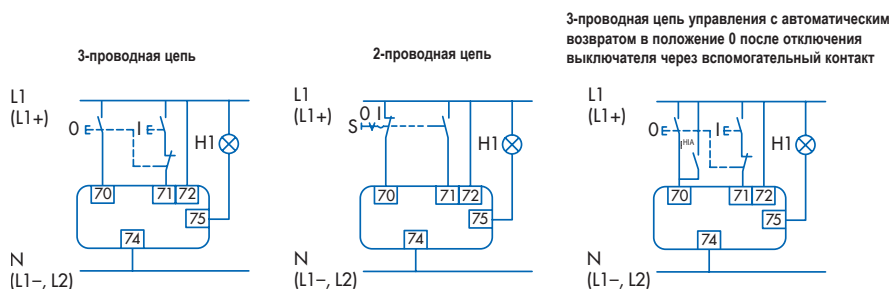 3-проводная цепь
L1
(L1+)
0
I
H1
70
71
72
75
74
N
(L1–, L2)
2-проводная цепь
L1
(L1+)
0 I
S
H1
70
71
72
75
74
N
(L1–, L2)
3-проводная цепь управления с автоматическим
возвратом в положение 0 после отключения
выключателя через вспомогательный контакт
L1
(L1+)
0
HIA
I
H1
70
71
72
75
74
N
(L1–, L2)